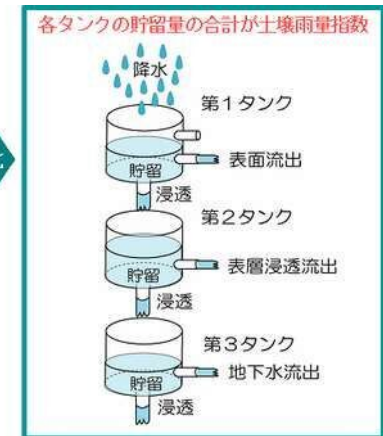 各タンクの貯留量の合計が土壌雨量指数
降水
第１タンク
表面流出
貯留
浸透
第２タンク
表層浸透流出
貯留
浸透
第３タンク
地下水流出
貯留
浸透